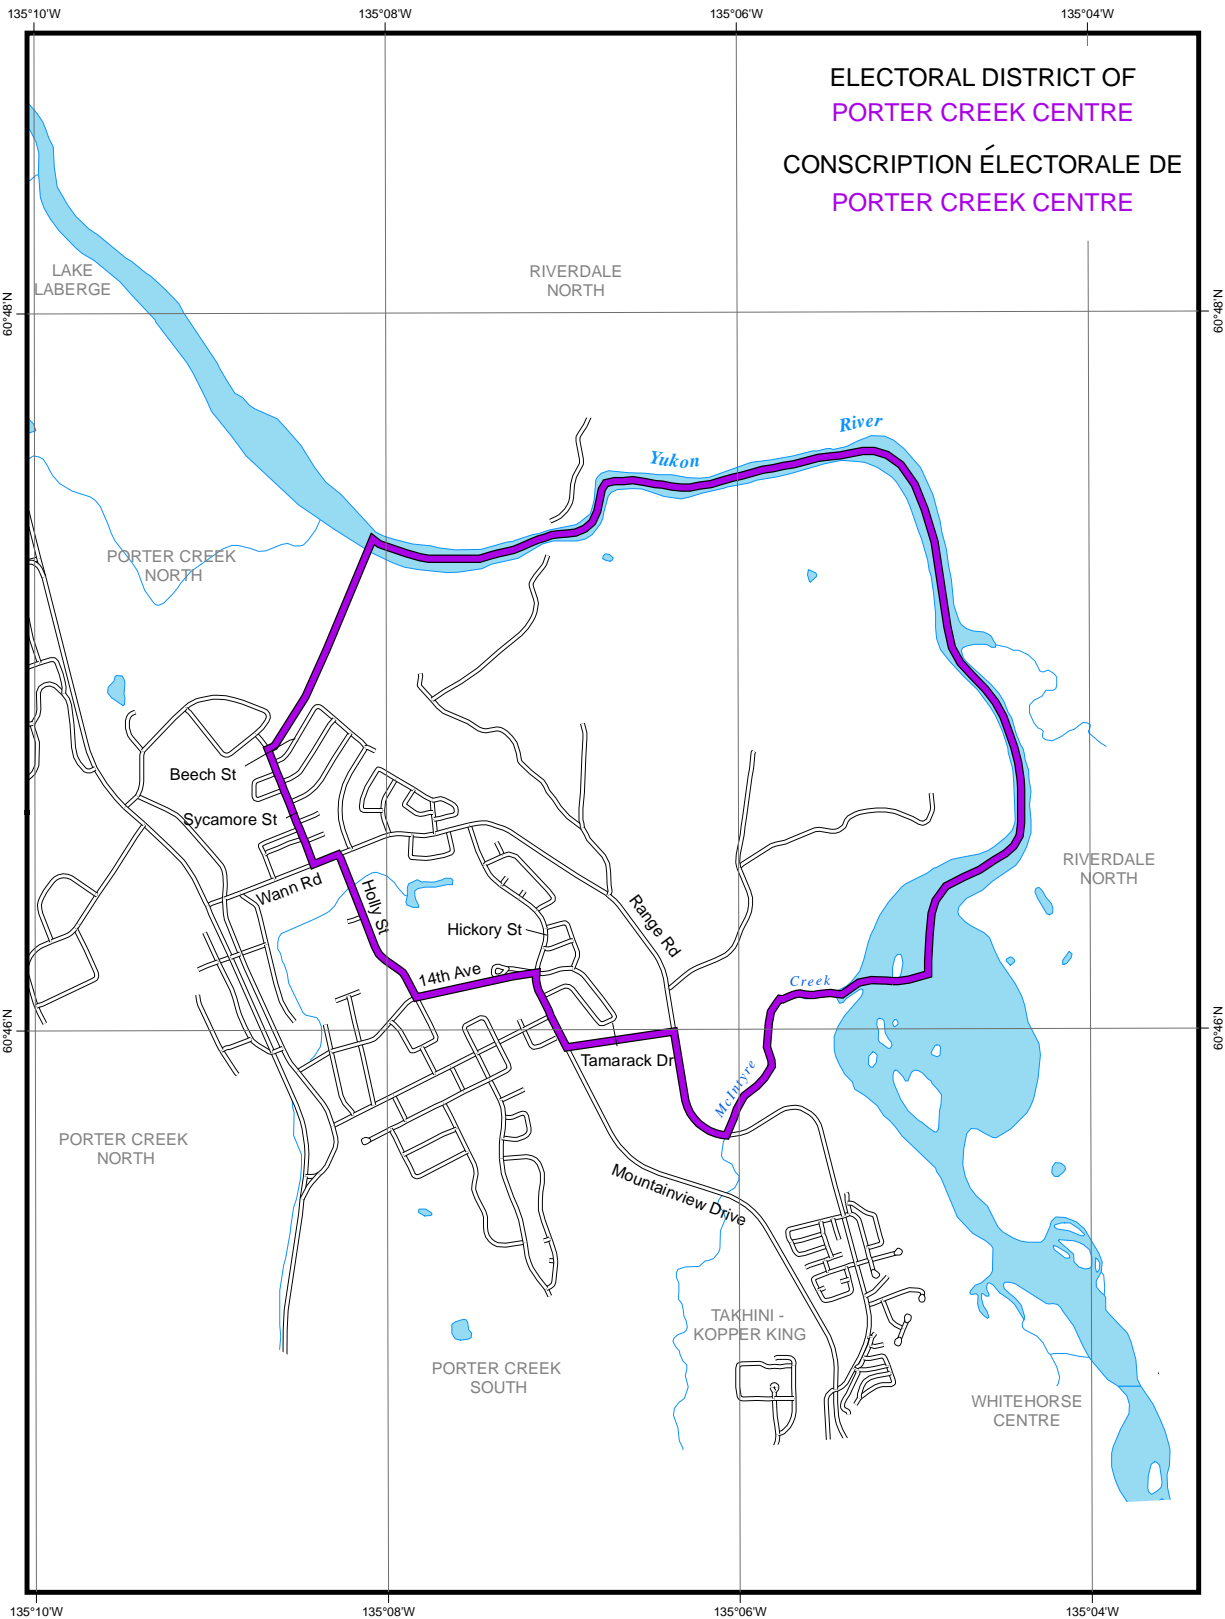 135°10'W
135°08'W
135°06'W
135°04'W
ELECTORAL DISTRICT OF
PORTER CREEK CENTRE
CONSCRIPTION ÉLECTORALE DE
PORTER CREEK CENTRE
LAKE
LABERGE
RIVERDALE
NORTH
60°48'N
60°48'N
Yukon
River
PORTER CREEK
NORTH
Beech St
Sycamore St
Wann Rd
Holly St
Hickory St
Range Rd
RIVERDALE
NORTH
14th Ave
McIntyre
Creek
60°46'N
60°46'N
Tamarack Dr
PORTER CREEK
NORTH
Mountainview Drive
TAKHINI -
KOPPER KING
PORTER CREEK
SOUTH
WHITEHORSE
CENTRE
135°10'W
135°08'W
135°06'W
135°04'W